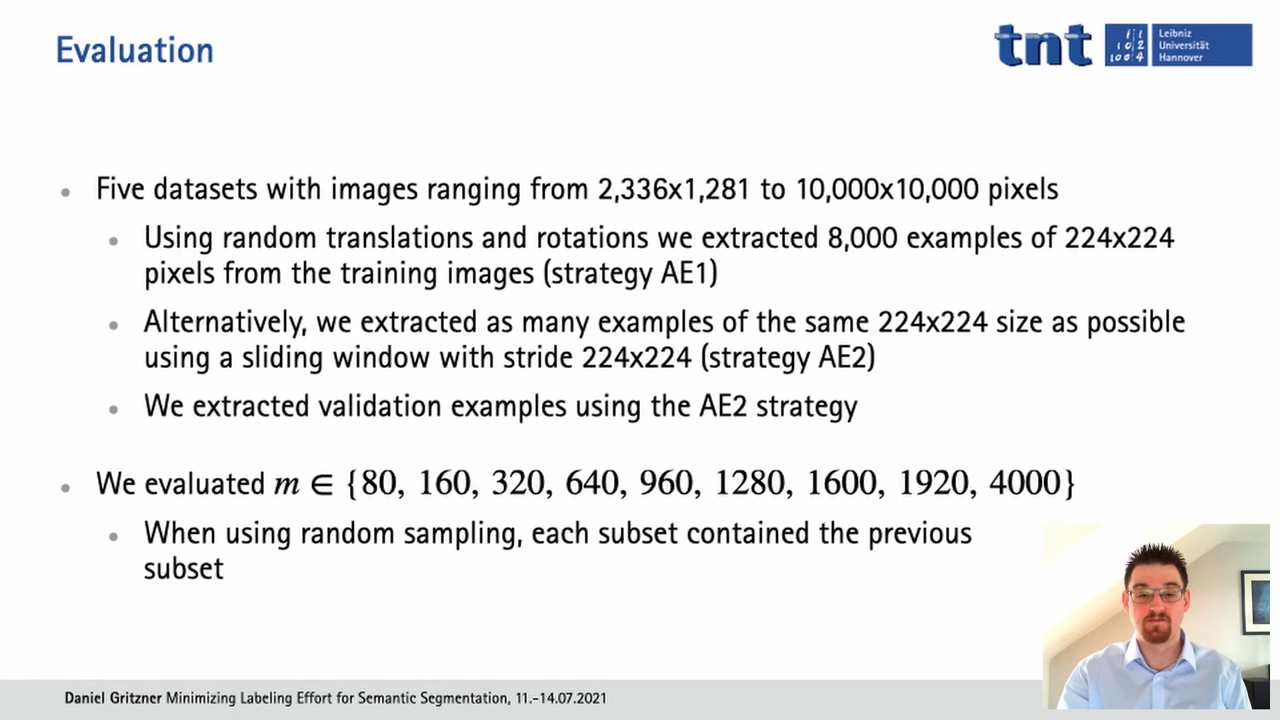 Evaluation
tnt
Leibniz
Universität
Hannover
Five datasets with images ranging from 2,336x1,281 to 10,000x10,000 pixels
Using random translations and rotations we extracted 8,000 examples of 224x224
pixels from the training images (strategy AE1)
Alternatively, we extracted as many examples of the same 224x224 size as possible
using a sliding window with stride 224x224 (strategy AE2)
We extracted validation examples using the AE2 strategy
We evaluated m ∈ {80, 160, 320, 640, 960, 1280, 1600, 1920, 4000}
When using random sampling, each subset contained the previous
subset
Daniel Gritzner Minimizing Labeling Effort for Semantic Segmentation, 11.-14.07.2021